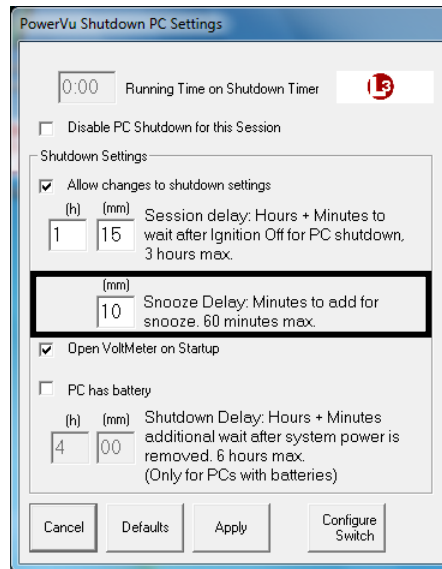 PowerVu Shutdown PC Settings
0:00 Running Time on Shutdown Timer L3
Disable PC Shutdown for this Session
Shutdown Settings
Allow changes to shutdown settings
(h) (mm) Session delay: Hours + Minutes to
1 15 wait after Ignition Off for PC shutdown,
3 hours max.
(mm)
10 Snooze Delay: Minutes to add for
snooze. 60 minutes max.
Open VoltMeter on Startup
PC has battery
(h) (mm) Shutdown Delay: Hours + Minutes
4 00 additional wait after system power is
removed. 6 hours max.
(Only for PCs with batteries)
Cancel Defaults Apply Configure
Switch